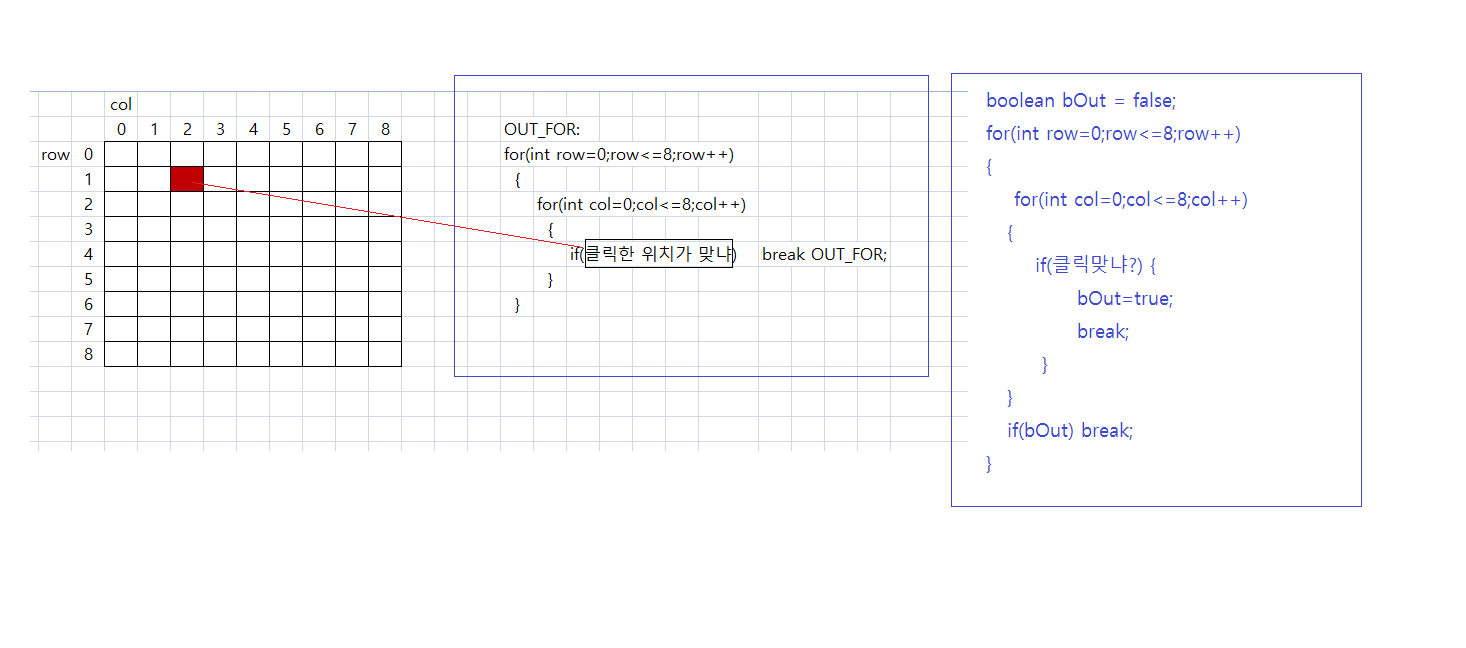 col
0 1 2 3 4 5 6 7 8
row 0
1
2
3
4
5
6
7
8
OUT_FOR:
for(int row=0;row<=8;row++)
{
for(int col=0;col<=8;col++)
{
if(클릭한 위치가 맞냐) break OUT_FOR;
}
}
boolean bOut = false;
for(int row=0;row<=8;row++)
{
for(int col=0;col<=8;col++)
{
if(클릭맞냐?) {
bOut=true;
break;
}
}
if(bOut) break;
}